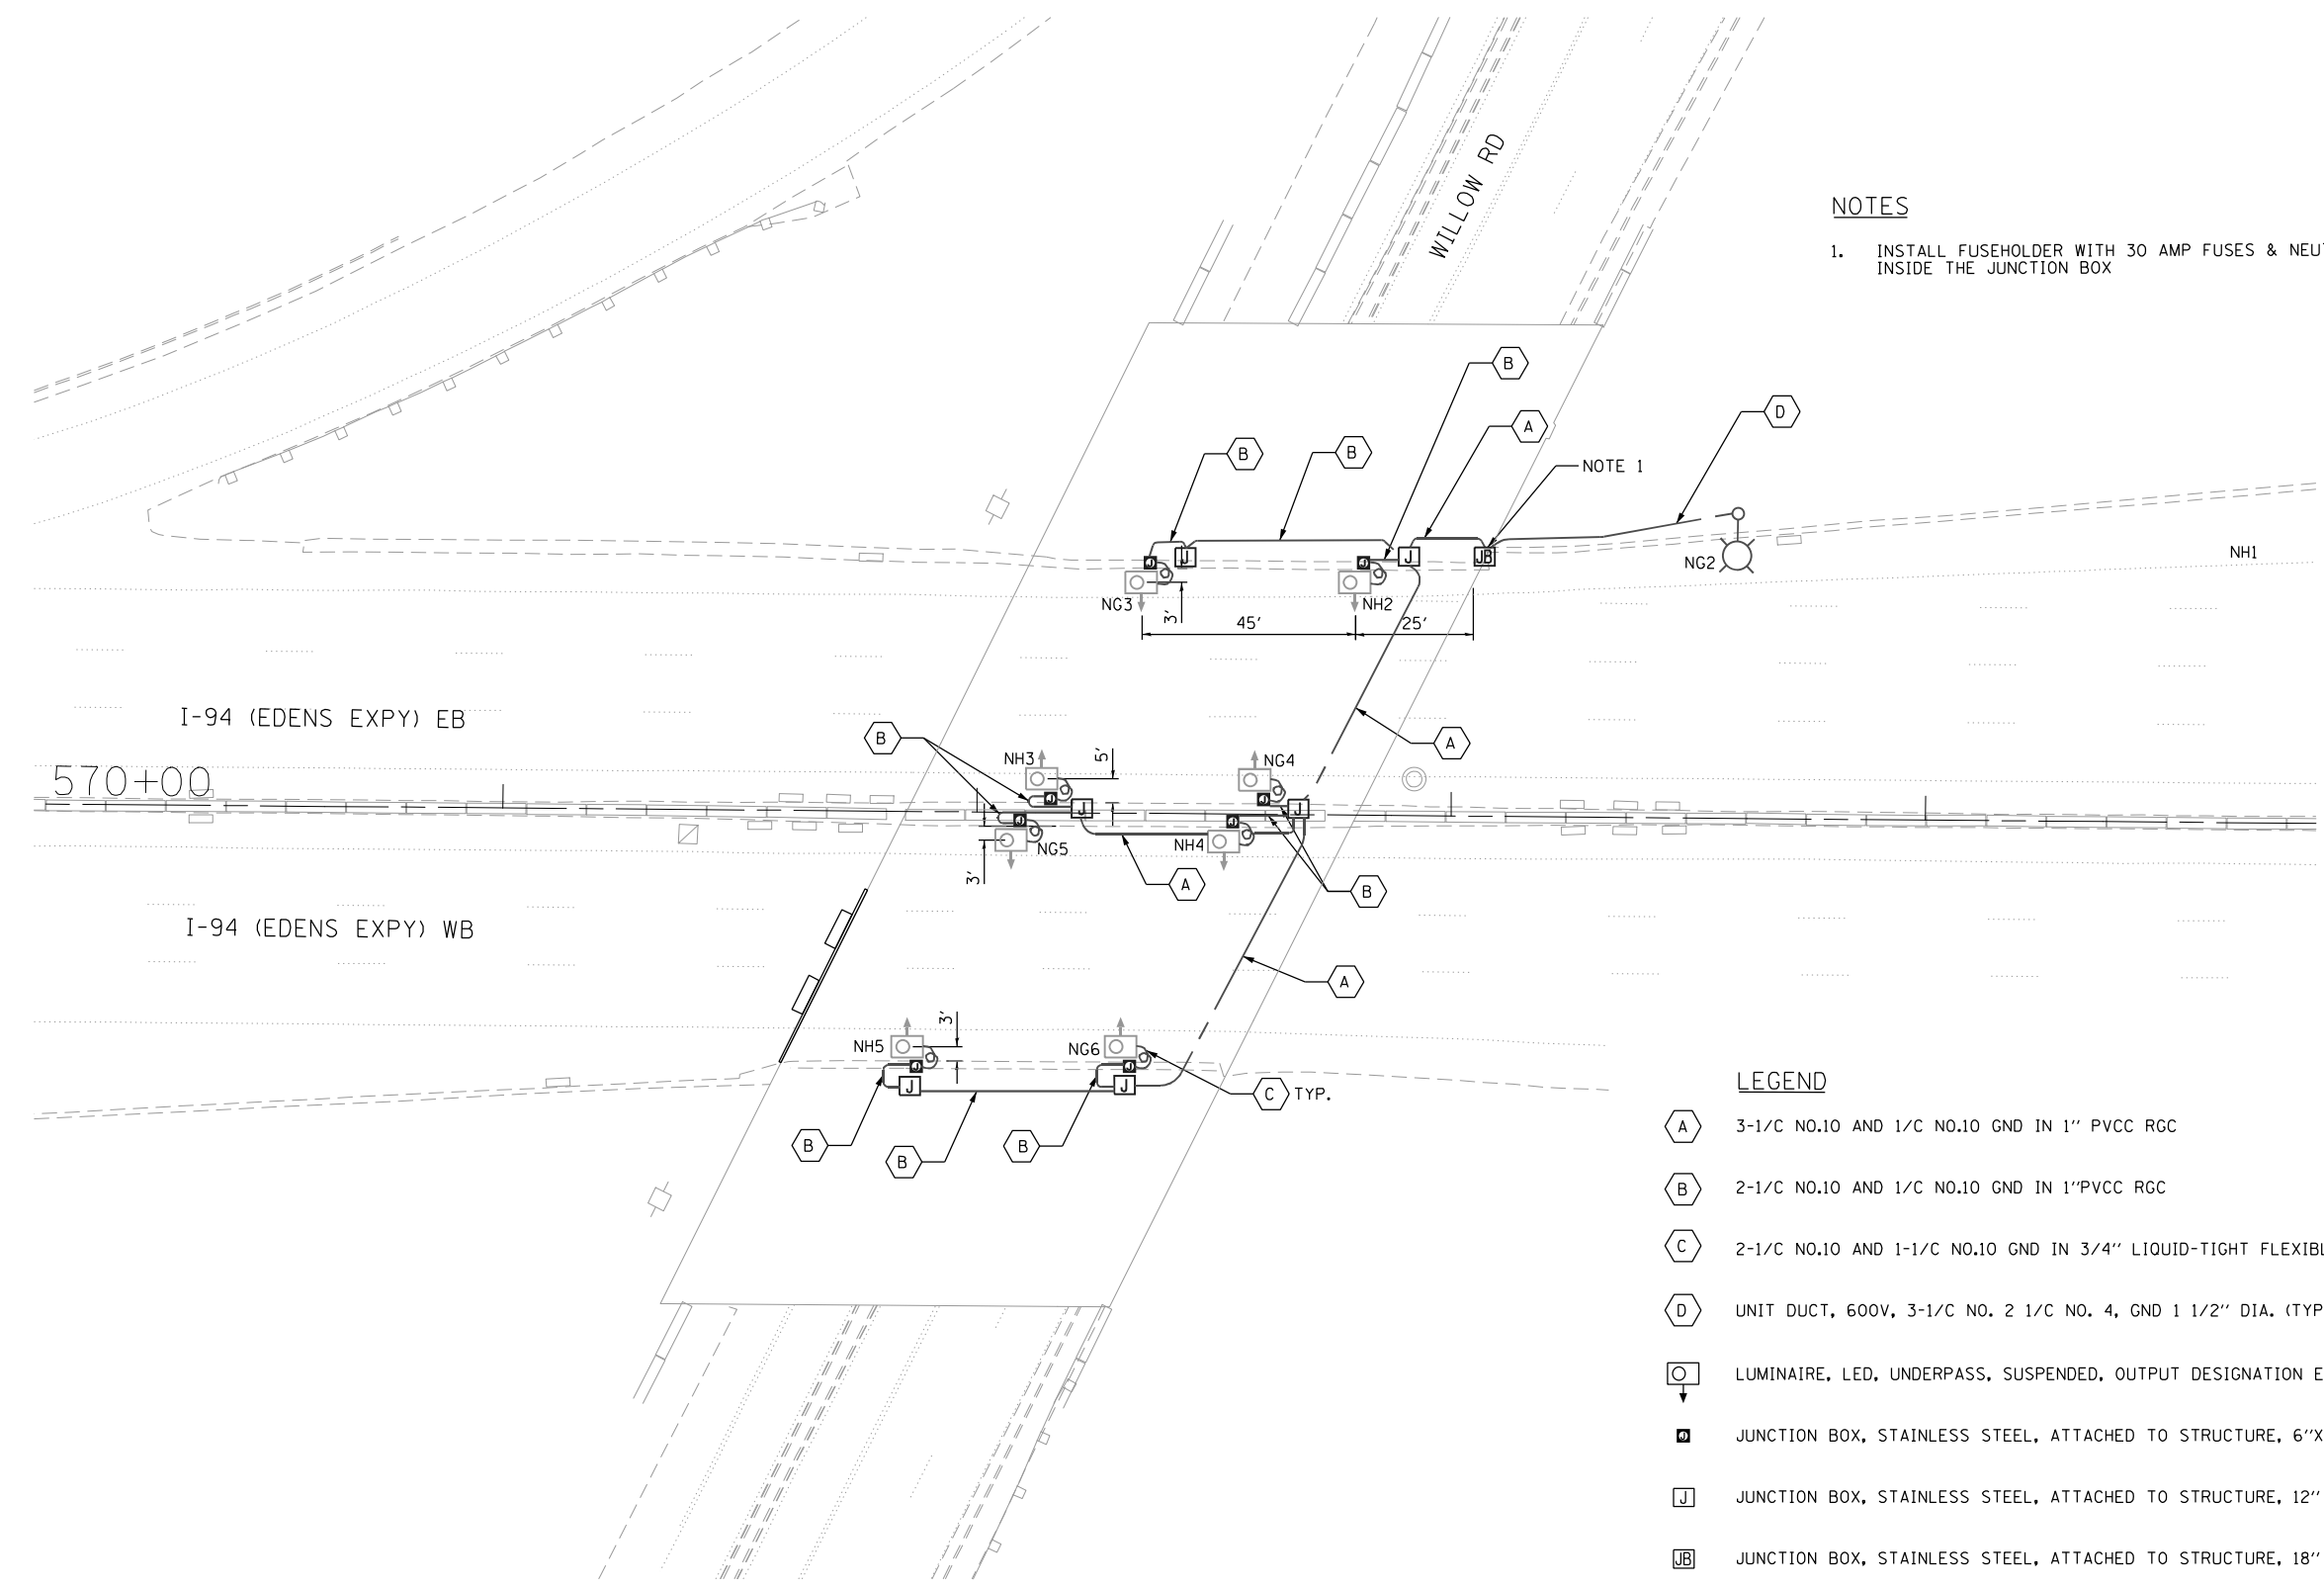 WILLOW RD
NOTES
1. INSTALL FUSEHOLDER WITH 30 AMP FUSES &
INSIDE THE JUNCTION BOX
B
A
D
B
B
NOTE 1
J
J
J
J
JB
NG2
NH1
NG3
3'
NH2
45'
25'
I-94 (EDENS EXPY) EB
B
A
NH3
5'
NG4
570+00
J
J
J
J
J
J
NG5
NH4
3'
A
B
I-94 (EDENS EXPY) WB
A
3'
NH5
NG6
J
J
J
J
C TYP.
B
B
B
LEGEND
A 3-1/C NO.10 AND 1/C NO.10 GND IN 1" PVCC RGC
B 2-1/C NO.10 AND 1/C NO.10 GND IN 1"PVCC RGC
C 2-1/C NO.10 AND 1-1/C NO.10 GND IN 3/4" LIQUID-TIGHT
D UNIT DUCT, 600V, 3-1/C NO. 2 1/C NO. 4, GND 1 1/2" DIA.
LUMINAIRE, LED, UNDERPASS, SUSPENDED, OUTPUT DESIGNATION E
J JUNCTION BOX, STAINLESS STEEL, ATTACHED TO STRUCTURE, 6"X
J JUNCTION BOX, STAINLESS STEEL, ATTACHED TO STRUCTURE, 12"
JB JUNCTION BOX, STAINLESS STEEL, ATTACHED TO STRUCTURE, 18"